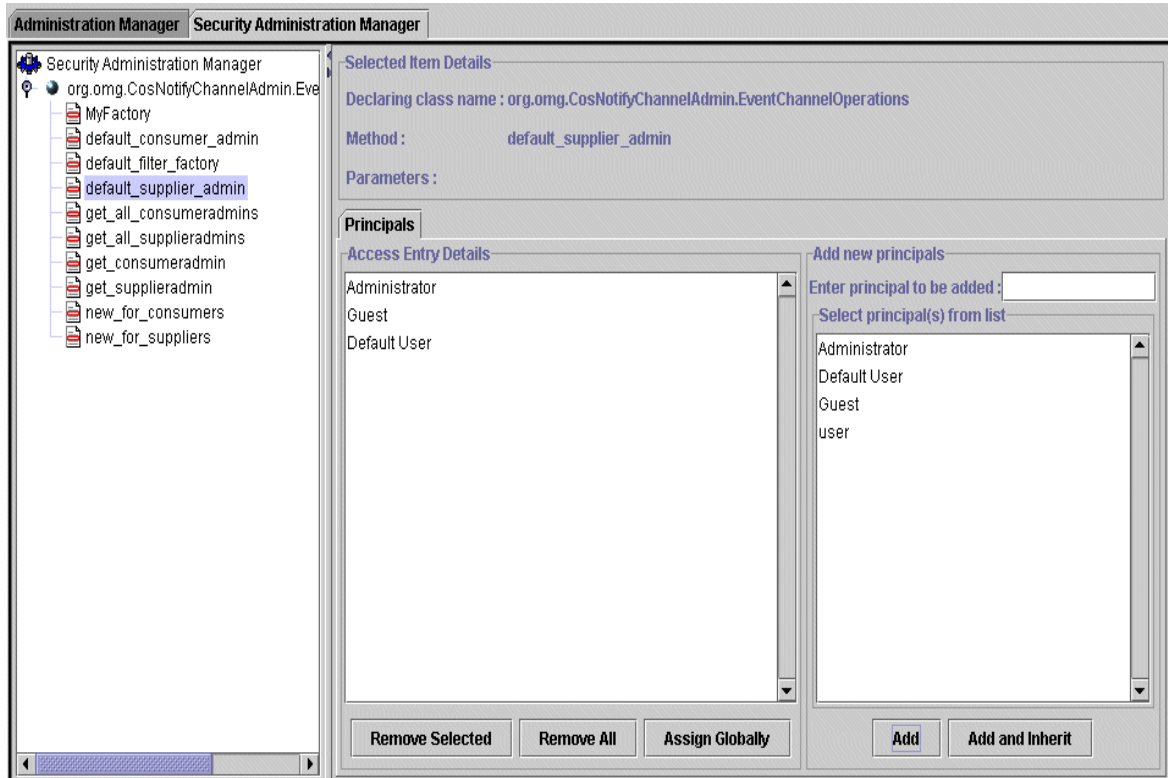 Administration Manager
Security Administration Manager
Security Administration Manager
org.omg.CosNotifyChannelAdmin.Eve
MyFactory
default_consumer_admin
default_filter_factory
default_supplier_admin
get_all_consumeradmins
get_all_supplieradmins
get_consumeradmin
get_supplieradmin
new_for_consumers
new_for_suppliers
Selected Item Details
Declaring class name : org.omg.CosNotifyChannelAdmin.EventChannelOperations
Method : default_supplier_admin
Parameters :
Principals
Access Entry Details
Administrator
Guest
Default User
Remove Selected
Remove All
Assign Globally
Add new principals
Enter principal to be added :
Select principal(s) from list
Administrator
Default User
Guest
user
Add
Add and Inherit